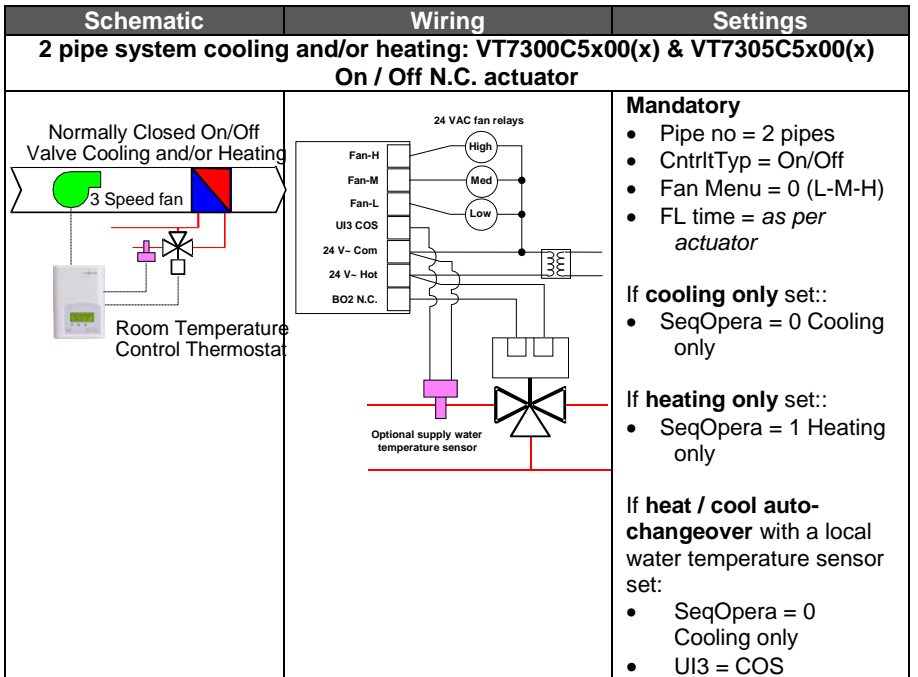 Schematic
Wiring
Settings
2 pipe system cooling and/or heating: VT7300C5x00(x) & VT7305C5x00(x)
On / Off N.C. actuator
Normally Closed On/Off
Valve Cooling and/or Heating
3 Speed fan
Room Temperature
Control Thermostat
24 VAC fan relays
Fan-H
Fan-M
Fan-L
UI3 COS
24 V~ Com
24 V~ Hot
BO2 N.C.
High
Med
Low
Optional supply water
temperature sensor
Mandatory
• Pipe no = 2 pipes
• CntrltTyp = On/Off
• Fan Menu = 0 (L-M-H)
• FL time = as per
actuator
If cooling only set::
• SeqOpera = 0 Cooling
only
If heating only set::
• SeqOpera = 1 Heating
only
If heat / cool auto-
changeover with a local
water temperature sensor
set:
• SeqOpera = 0
Cooling only
• UI3 = COS